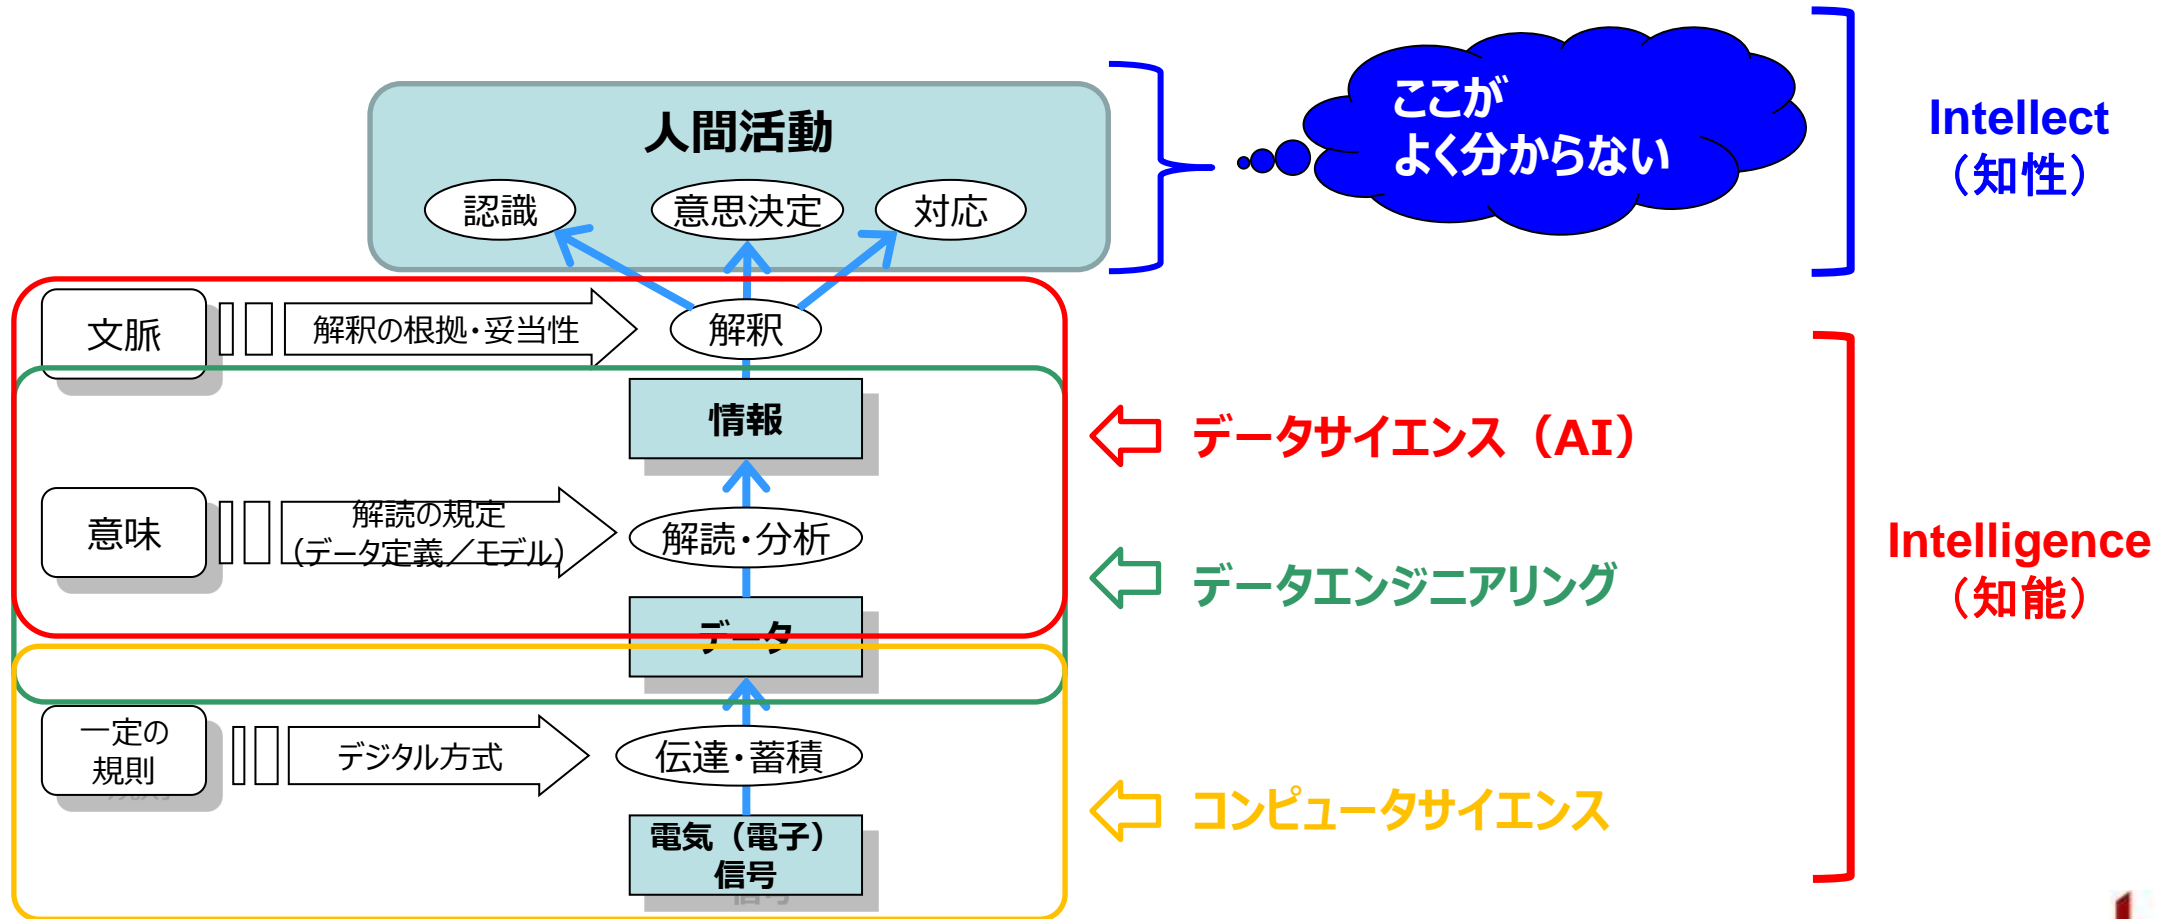 人間活動
認識
意思決定
対応
ここが
よく分からない
Intellect
（知性）
文脈
解釈の根拠・妥当性
解釈
情報
データサイエンス（AI）
意味
解読の規定
（データ定義／モデル）
解読・分析
データエンジニアリング
Intelligence
（知能）
データ
一定の
規則
デジタル方式
伝達・蓄積
コンピュータサイエンス
電気（電子）
信号